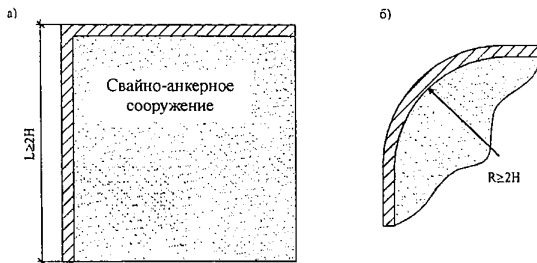 а)
Свайно-анкерное
сооружение
L≥2H
б)
R≥2H